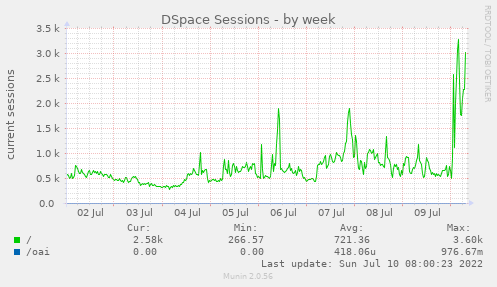 DSpace Sessions - by week
RRDTOOL / TOBI OETIKER
current sessions
3.5 k
3.0 k
2.5 k
2.0 k
1.5 k
1.0 k
0.5 k
0.0
02 Jul 03 Jul 04 Jul 05 Jul 06 Jul 07 Jul 08 Jul 09 Jul
Cur: Min: Avg: Max:
/ 2.58k 266.57 721.36 3.60k
/oai 0.00 0.00 418.06u 976.67m
Last update: Sun Jul 10 08:00:23 2022
Munin 2.0.56